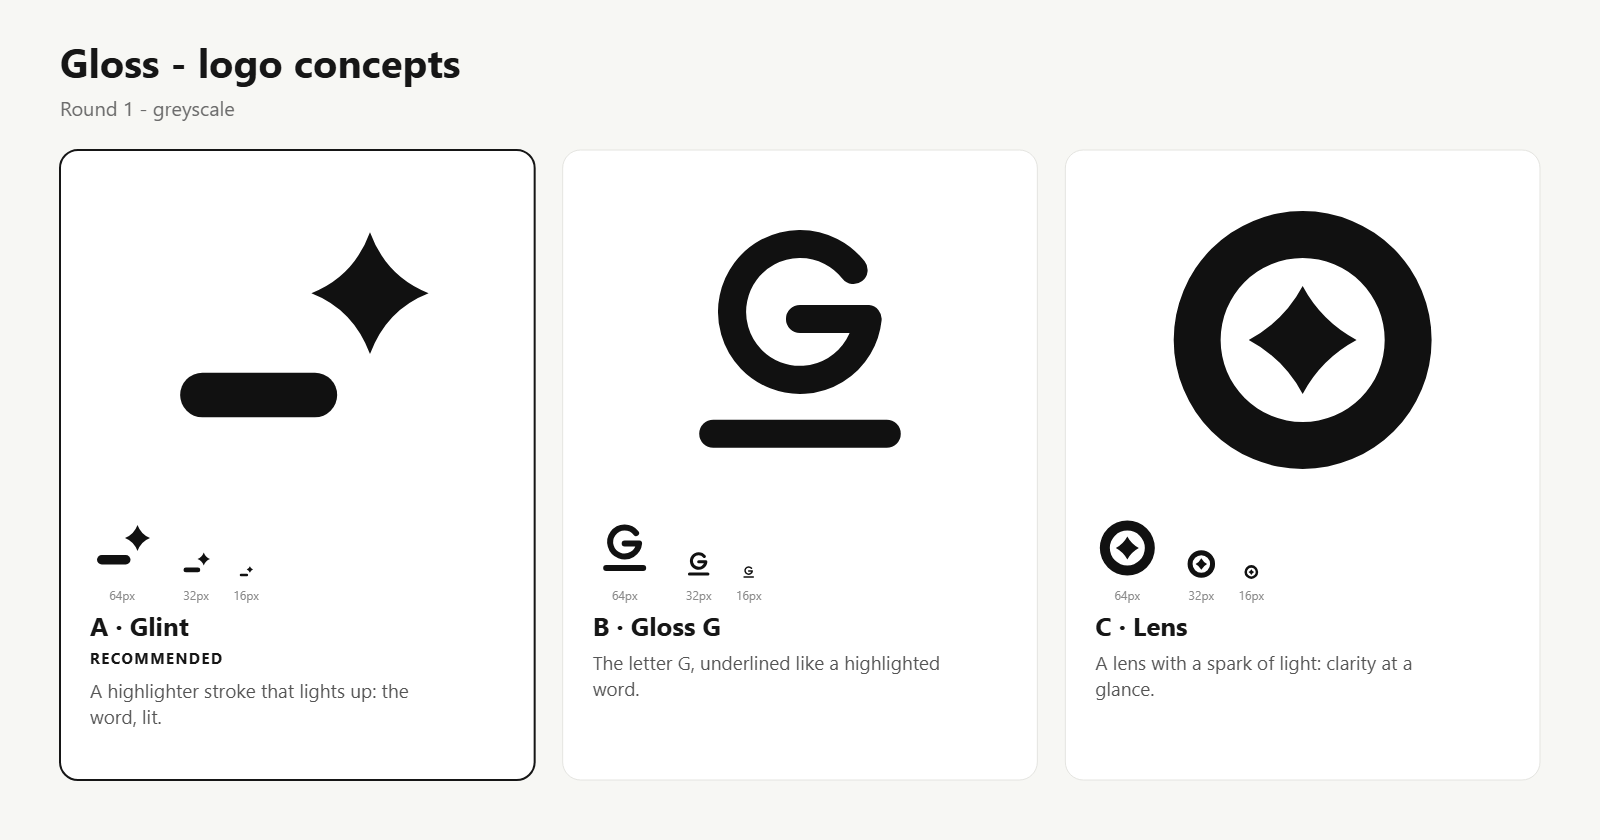 Gloss - logo concepts
Round 1 - greyscale
G
64px 32px 16px
A · Glint
RECOMMENDED
A highlighter stroke that lights up: the
word, lit.
G G G
64px 32px 16px
B · Gloss G
The letter G, underlined like a highlighted
word.
64px 32px 16px
C · Lens
A lens with a spark of light: clarity at a
glance.